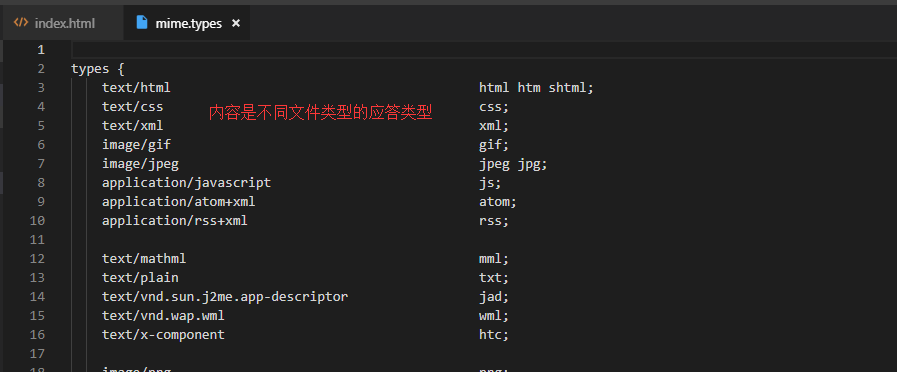 index.html mime.types ×
1
2 types {
3 text/html html htm shtml;
4 text/css css;
内容是不同文件类型的应答类型
5 text/xml xml;
6 image/gif gif;
7 image/jpeg jpeg jpg;
8 application/javascript js;
9 application/atom+xml atom;
10 application/rss+xml rss;
11
12 text/mathml mml;
13 text/plain txt;
14 text/vnd.sun.j2me.app-descriptor jad;
15 text/vnd.wap.wml wml;
16 text/x-component htc;
17
18 image/png png;